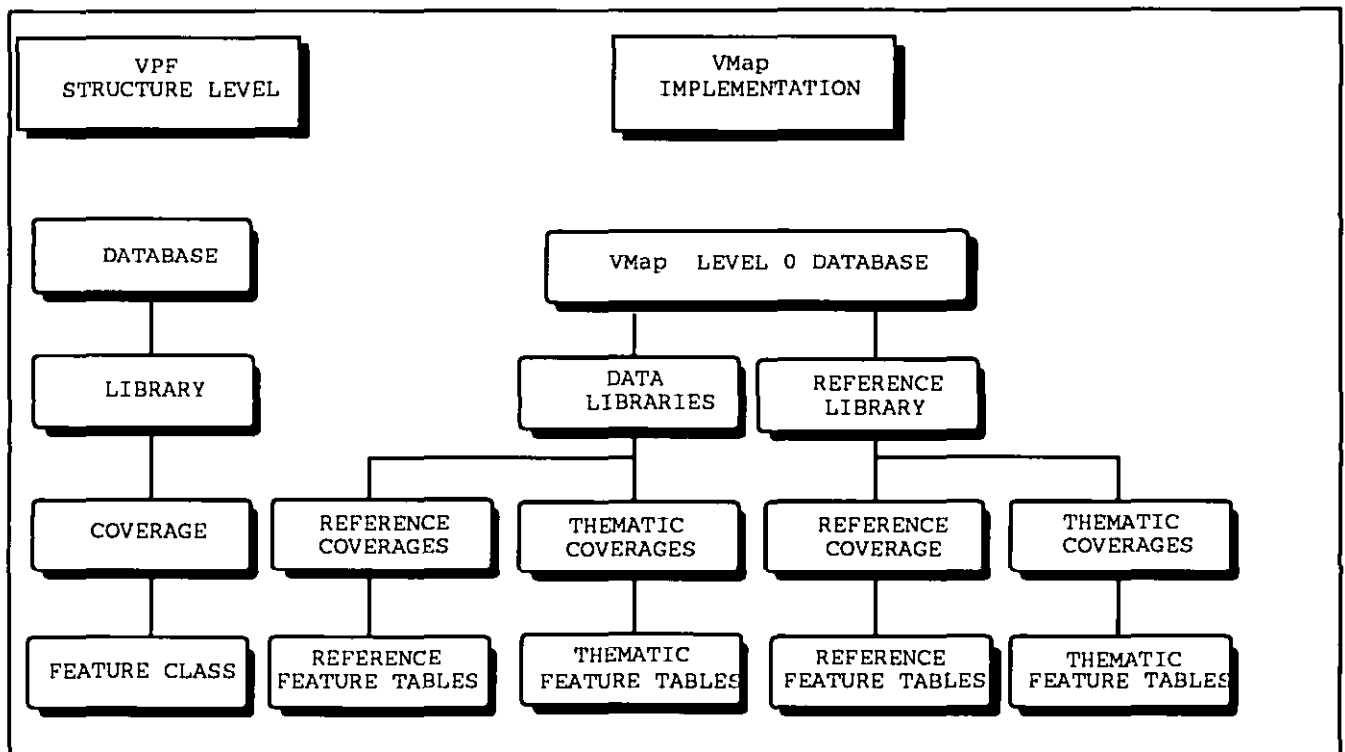 VPF
STRUCTURE LEVEL
VMap
IMPLEMENTATION
DATABASE
VMap LEVEL 0 DATABASE
LIBRARY
DATA
LIBRARIES
REFERENCE
LIBRARY
COVERAGE
REFERENCE
COVERAGES
THEMATIC
COVERAGES
REFERENCE
COVERAGE
THEMATIC
COVERAGES
FEATURE CLASS
REFERENCE
FEATURE TABLES
THEMATIC
FEATURE TABLES
REFERENCE
FEATURE TABLES
THEMATIC
FEATURE TABLES